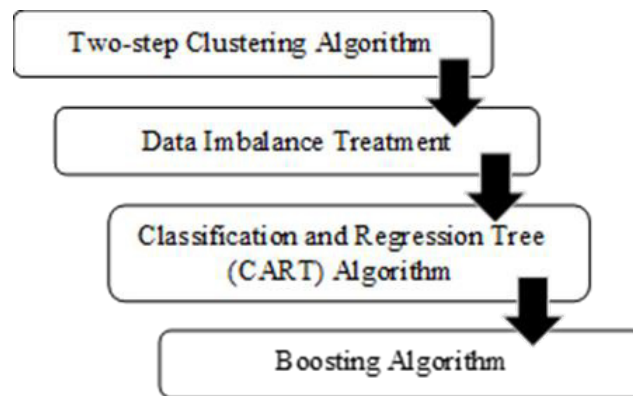 Two-step Clustering Algorithm
Data Imbalance Treatment
Classification and Regression Tree
(CART) Algorithm
Boosting Algorithm